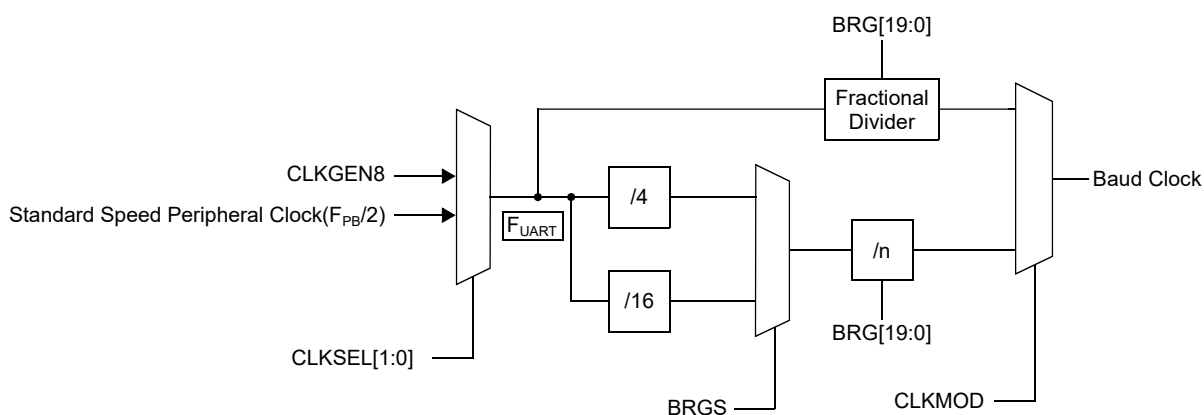 BRG[19:0]
Fractional
Divider
CLKGEN8
Standard Speed Peripheral Clock(FPB/2)
FUART
/4
/16
/n
BRG[19:0]
Baud Clock
CLKSEL[1:0]
BRGS
CLKMOD